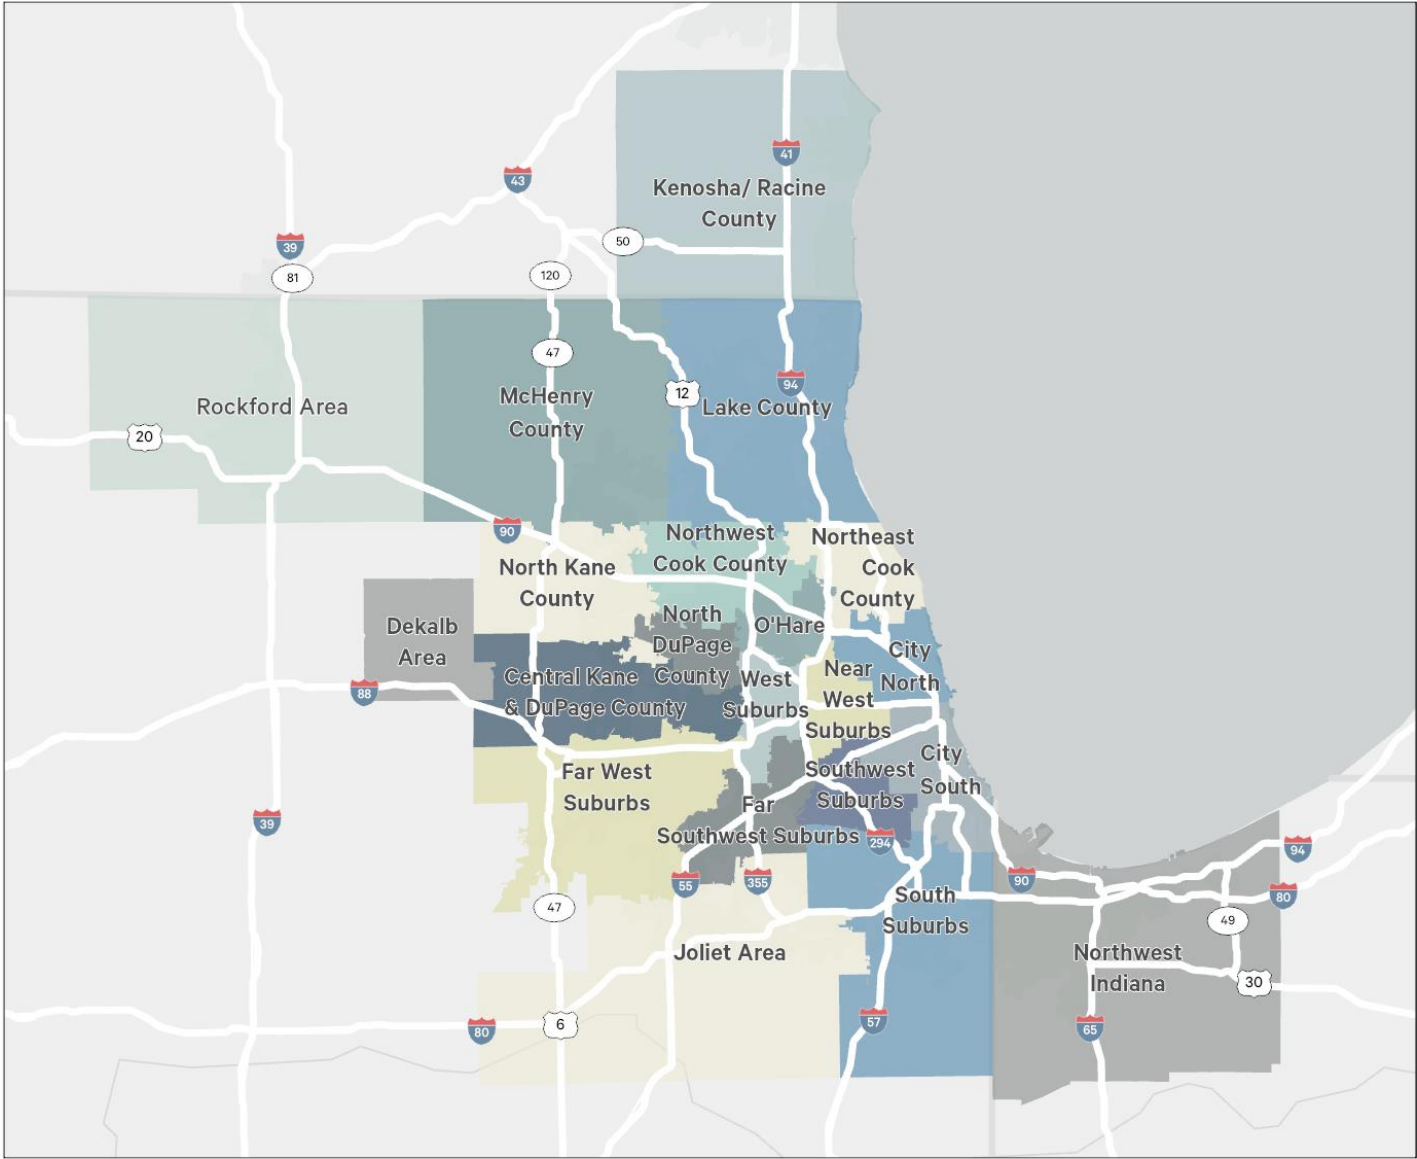 41
43
Kenosha/ Racine
County
39
50
81
120
47
94
12
McHenry
County
Lake County
Rockford Area
20
90
Northwest
Cook County
Northeast
Cook
County
North Kane
County
North
DuPage
County
O'Hare
Dekalb
Area
City
North
Near
West
Suburbs
Central Kane
& DuPage County
West
Suburbs
88
City
South
Far West
Suburbs
Southwest
Suburbs
Far
Southwest Suburbs
39
294
94
55
355
90
80
47
South
Suburbs
49
Joliet Area
Northwest
Indiana
30
80
6
57
65